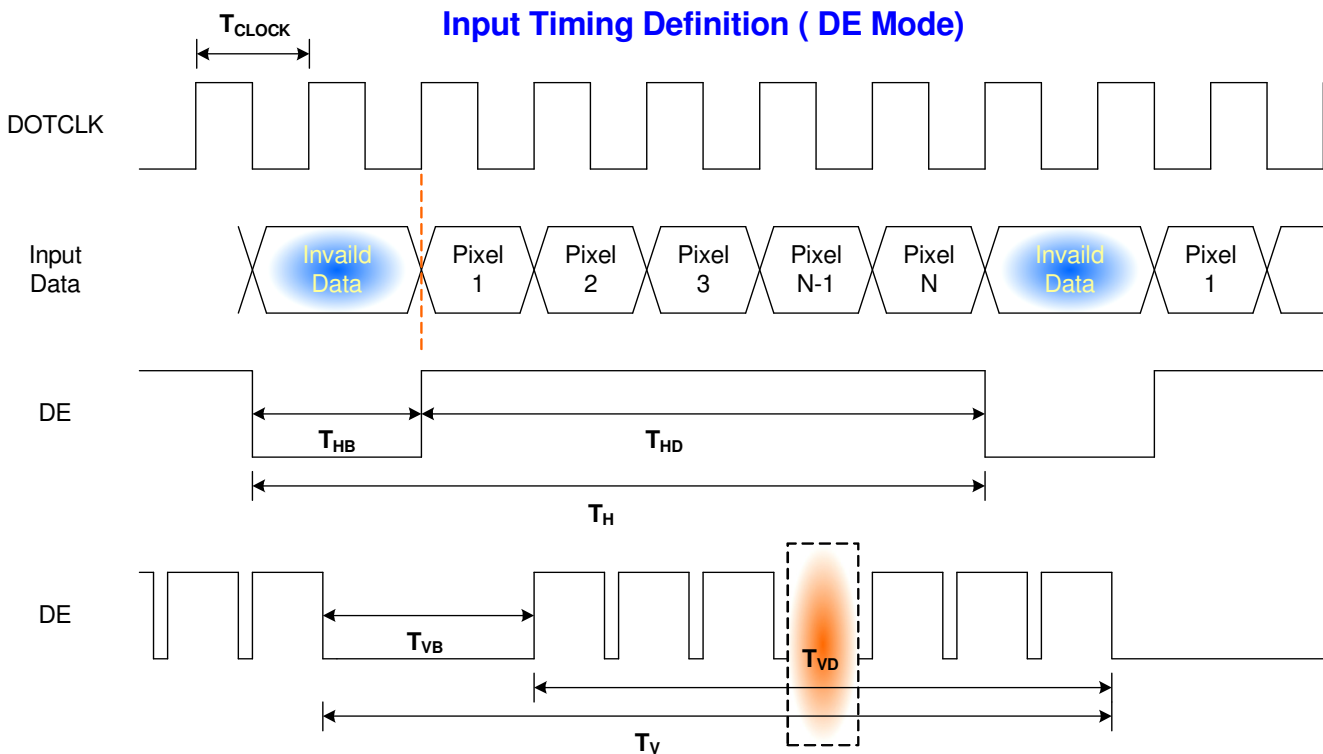 Input Timing Definition ( DE Mode)
TCLOCK
DOTCLK
Input
Data
Invaild
Data
Pixel
1
Pixel
2
Pixel
3
Pixel
N-1
Pixel
N
Invaild
Data
Pixel
1
DE
THB
THD
TH
DE
TVB
TVD
TV